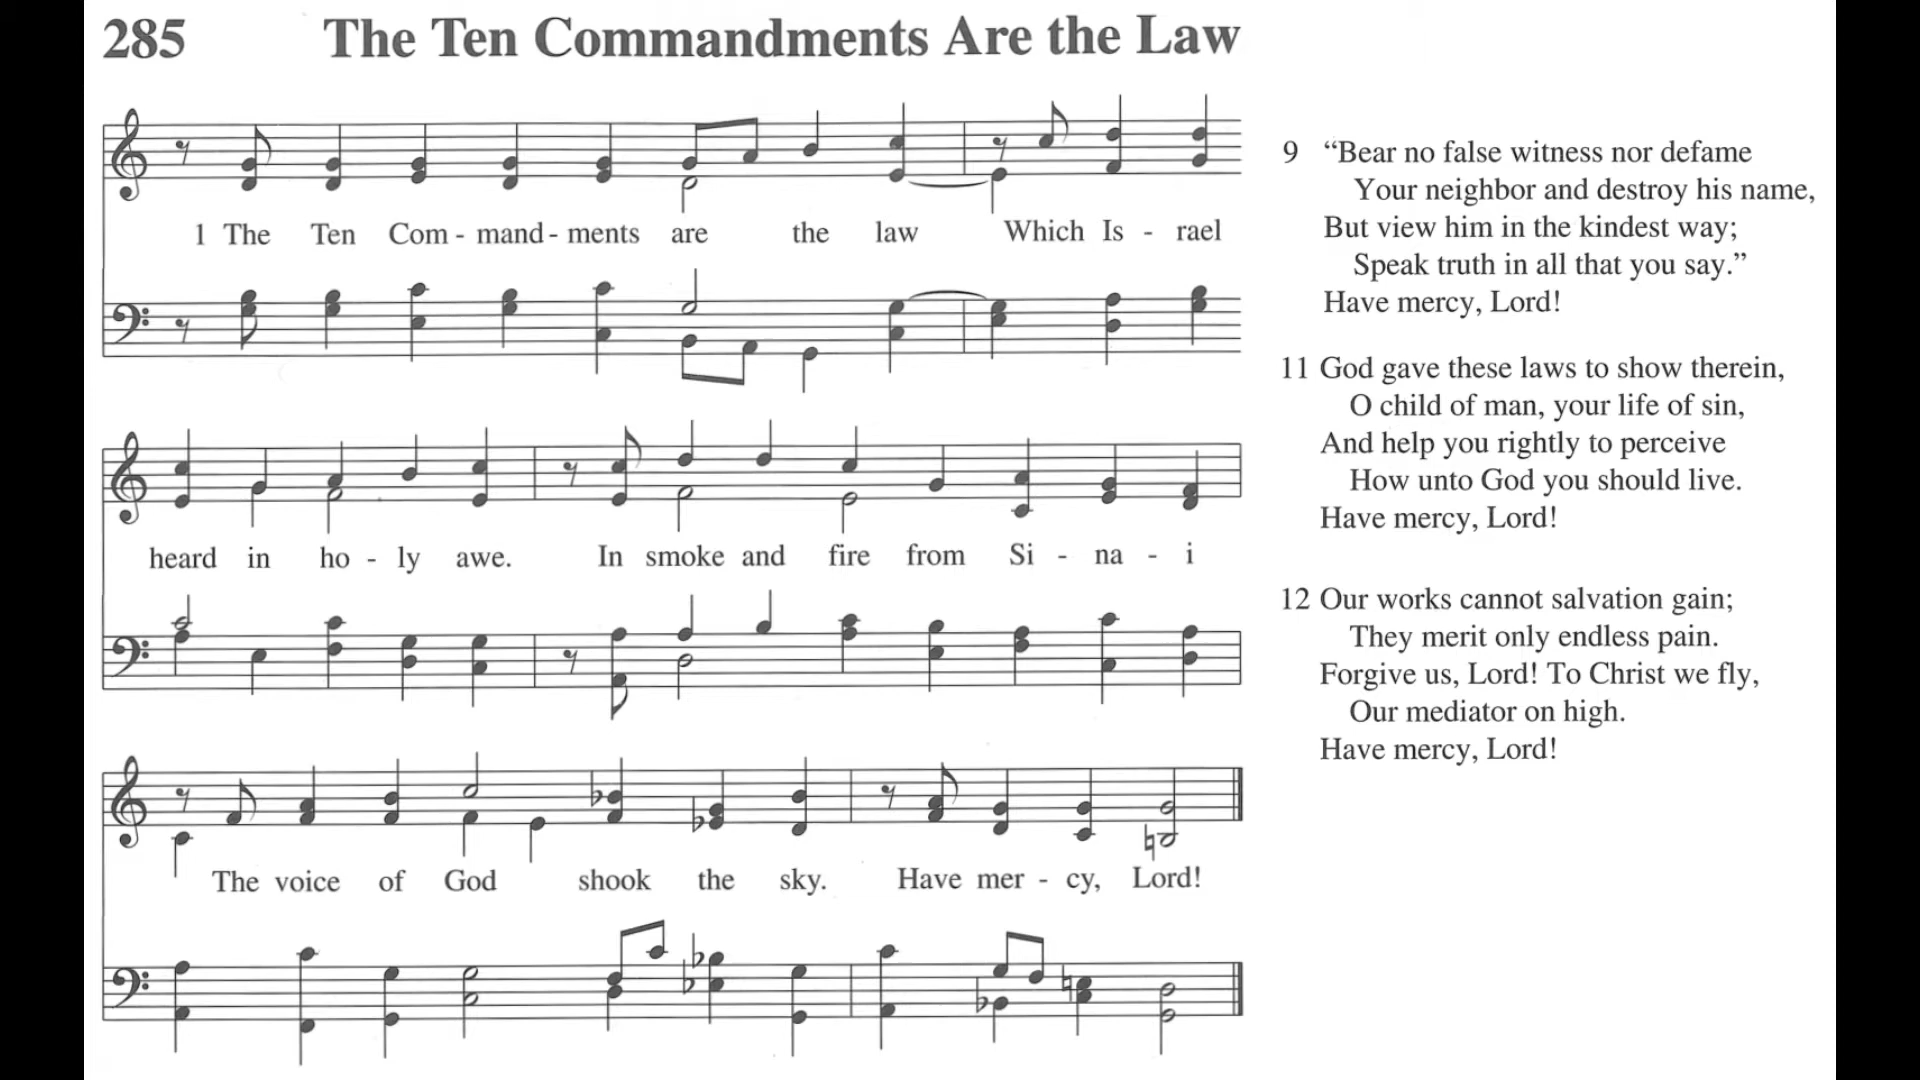 285 The Ten Commandments Are the Law
1 The Ten Com - mand - ments are the law Which Is - rael
heard in ho - ly awe. In smoke and fire from Si - na - i
The voice of God shook the sky. Have mer - cy, Lord!
9 “Bear no false witness nor defame
Your neighbor and destroy his name,
But view him in the kindest way;
Speak truth in all that you say.”
Have mercy, Lord!
11 God gave these laws to show therein,
O child of man, your life of sin,
And help you rightly to perceive
How unto God you should live.
Have mercy, Lord!
12 Our works cannot salvation gain;
They merit only endless pain.
Forgive us, Lord! To Christ we fly,
Our mediator on high.
Have mercy, Lord!